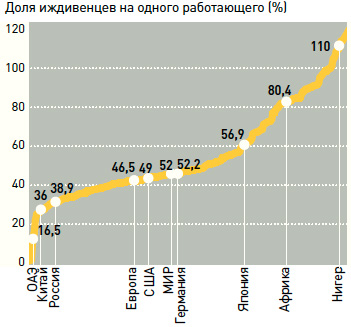 Доля иждивенцев на одного работающего (%)
120
100
80
60
40
20
0
16,5
36
38,9
46,5
49
52
52,2
56,9
80,4
110
ОАЭ
Китай
Россия
Европа
США
МИР
Германия
Япония
Африка
Нигер